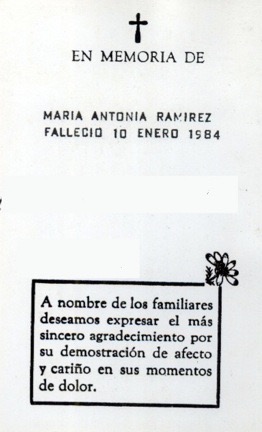 EN MEMORIA DE
MARIA ANTONIA RAMIREZ
FALLECIO 10 ENERO 1984
A nombre de los familiares
deseamos expresar el más
sincero agradecimiento por
su demostración de afecto
y cariño en sus momentos
de dolor.